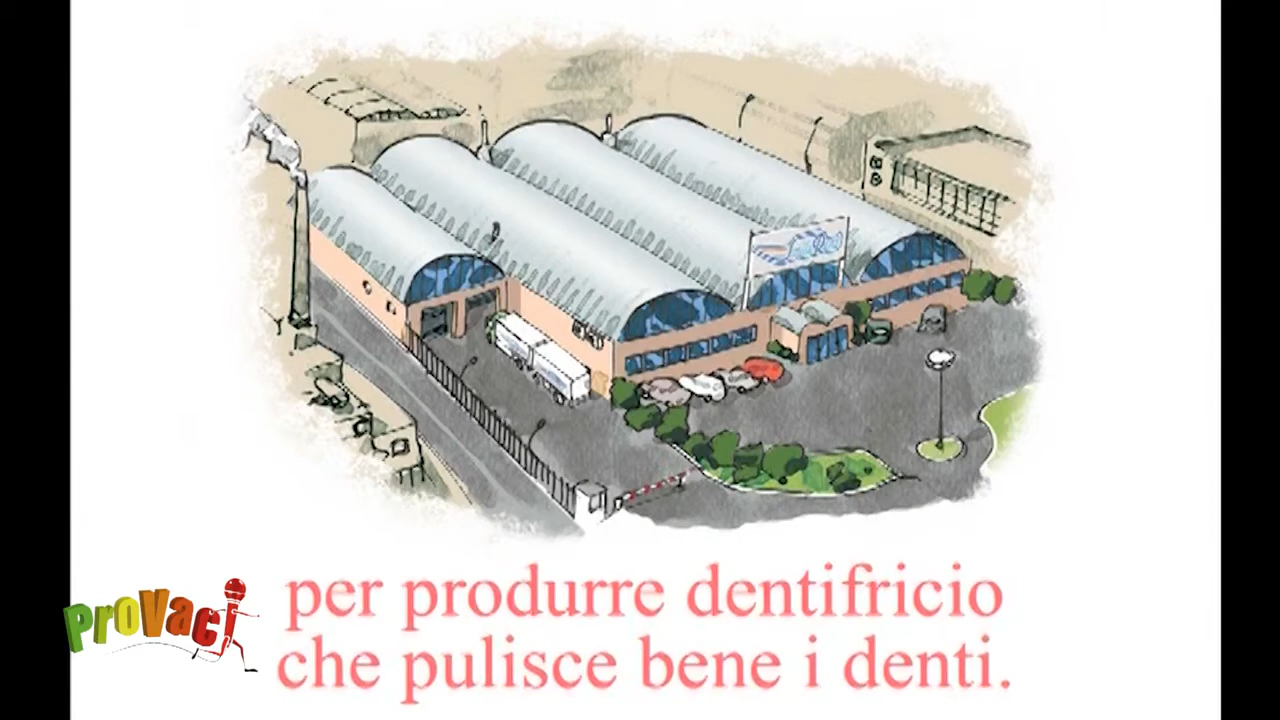 ProVaci
per produrre dentifricio
che pulisce bene i denti.